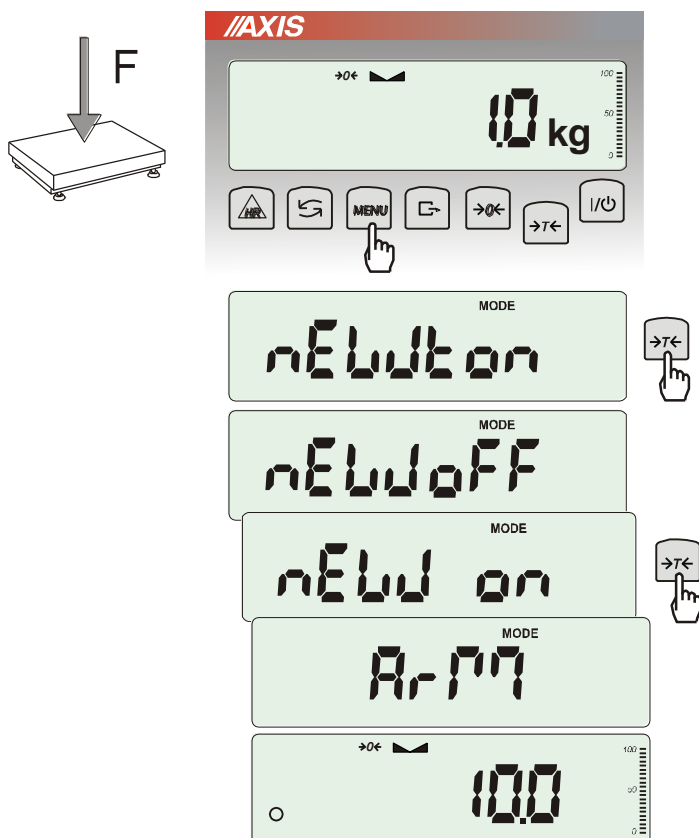 F
//AXIS
→0←
100
1.0 kg
50
0
HR
MENU
→0←
→T←
I/
MODE
nEWton
→T←
MODE
nEWoFF
MODE
nEW on
→T←
MODE
ArM
→0←
100
10.0
50
0